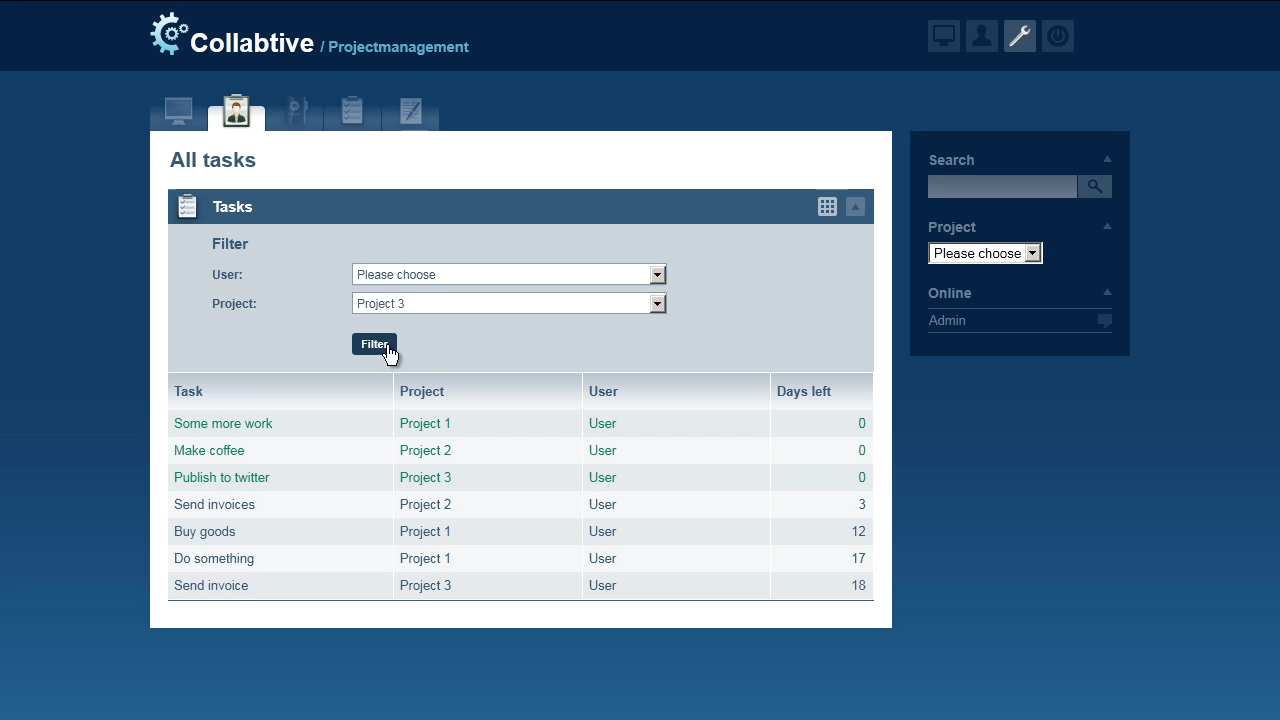 Collabtive / Projectmanagement
All tasks
Tasks
Filter
User: Please choose
Project: Project 3
Filter
Task Project User Days left
Some more work Project 1 User 0
Make coffee Project 2 User 0
Publish to twitter Project 3 User 0
Send invoices Project 2 User 3
Buy goods Project 1 User 12
Do something Project 1 User 17
Send invoice Project 3 User 18
Search
Project
Please choose
Online
Admin